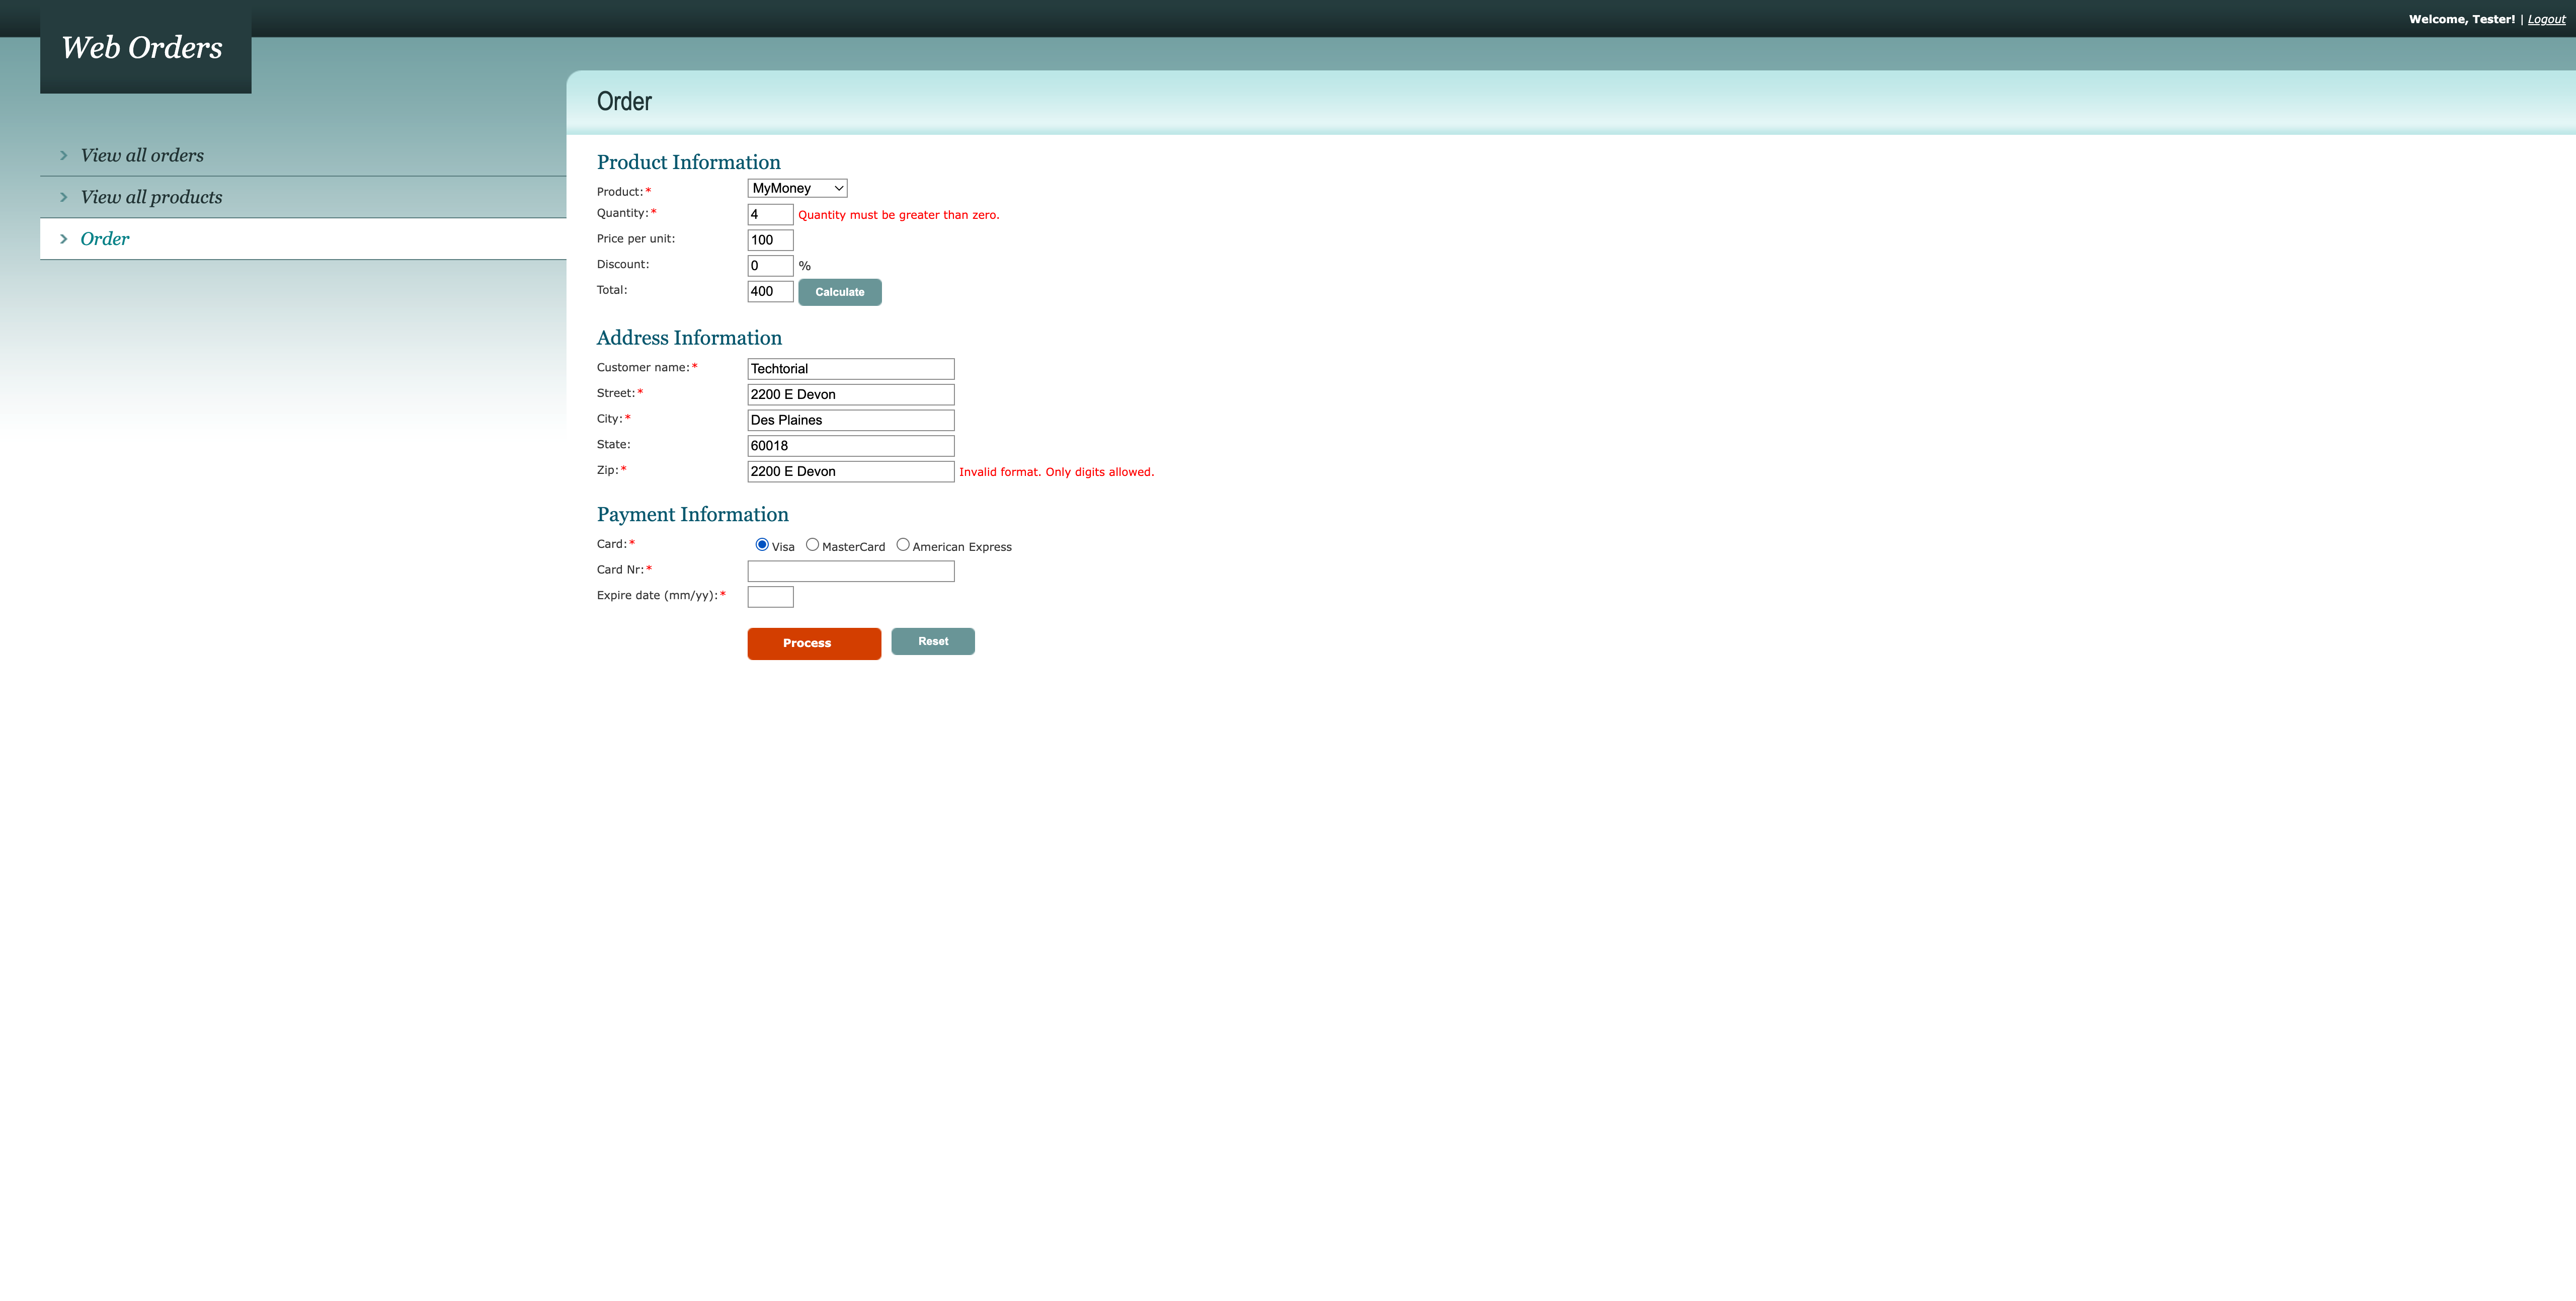 Welcome, Tester! | Logout
Web Orders
View all orders
View all products
Order
Order
Product Information
Product:* MyMoney
Quantity:* 4 Quantity must be greater than zero.
Price per unit: 100
Discount: 0 %
Total: 400 Calculate
Address Information
Customer name:* Techtorial
Street:* 2200 E Devon
City:* Des Plaines
State: 60018
Zip:* 2200 E Devon Invalid format. Only digits allowed.
Payment Information
Card:* Visa MasterCard American Express
Card Nr:*
Expire date (mm/yy):*
Process Reset